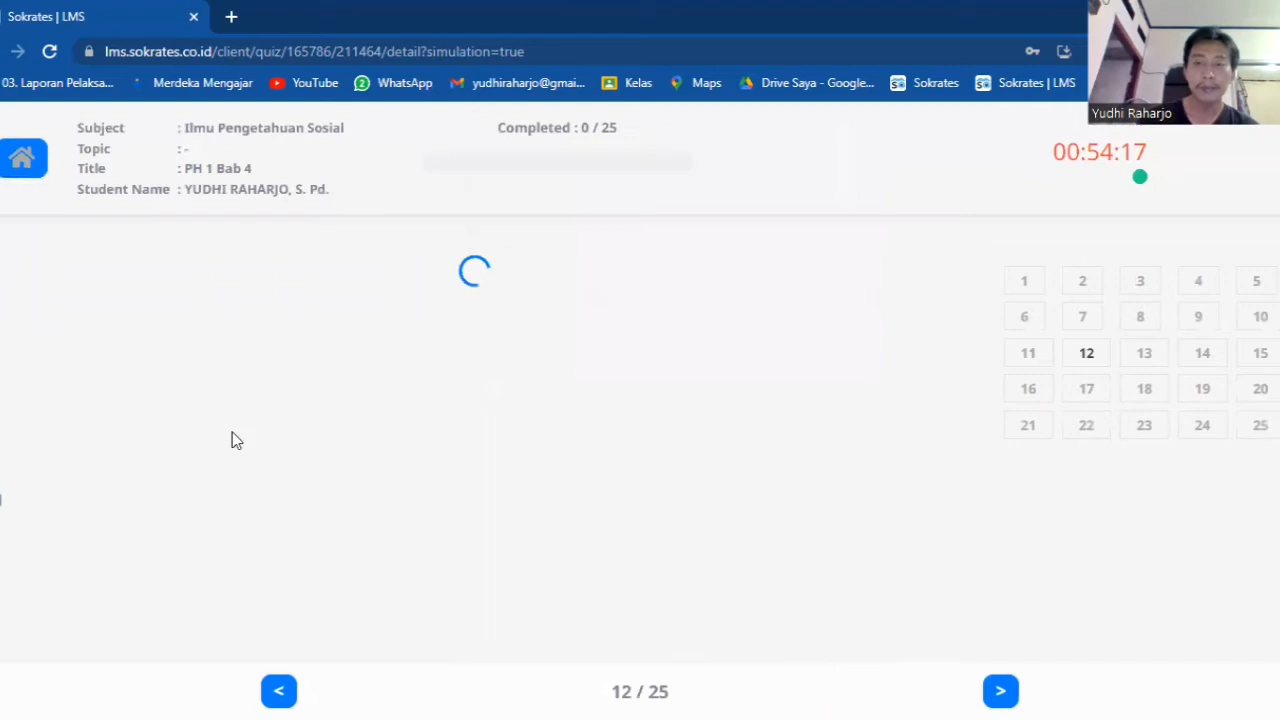 Sokrates | LMS
lms.sokrates.co.id/client/quiz/165786/211464/detail?simulation=true
03. Laporan Pelaksa... Merdeka Mengajar YouTube WhatsApp yudhiraharjo@gmai... Kelas Maps Drive Saya - Google... Sokrates Sokrates | LMS
Yudhi Raharjo
Subject : Ilmu Pengetahuan Sosial
Topic : -
Title : PH 1 Bab 4
Student Name : YUDHI RAHARJO, S. Pd.
Completed : 0 / 25
00:54:17
1 2 3 4 5
6 7 8 9 10
11 12 13 14 15
16 17 18 19 20
21 22 23 24 25
< 12 / 25 >